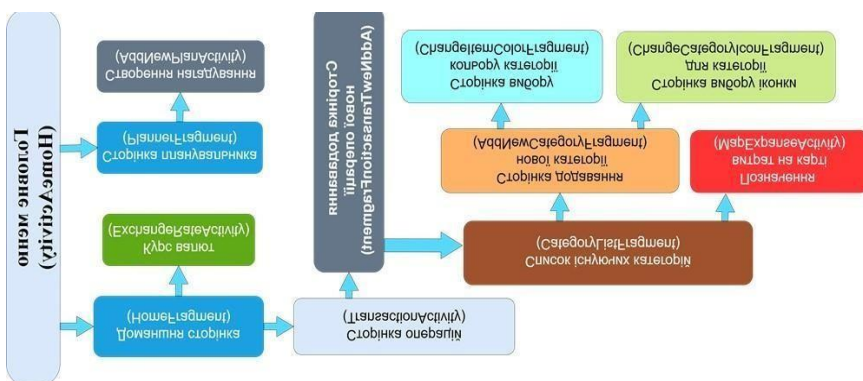 Головне меню
(HomeActivity)
Домашня сторінка
(HomeFragment)
Сторінка операцій
(TransactionActivity)
Курс валют
(ExchangeRateActivity)
Список існуючих категорій
(CategoryListFragment)
Сторінка додавання
нової операції
(AddNewTransactionFragment)
Сторінка планувальника
(PlannerFragment)
Сторінка додавання
нової категорії
(AddNewCategoryFragment)
Позначення
витрат на карті
(MapExpanseActivity)
Створення нагадування
(AddNewPlanActivity)
Сторінка вибору
кольору категорії
(ChangeItemColorFragment)
Сторінка вибору іконки
для категорії
(ChangeCategoryIconFragment)